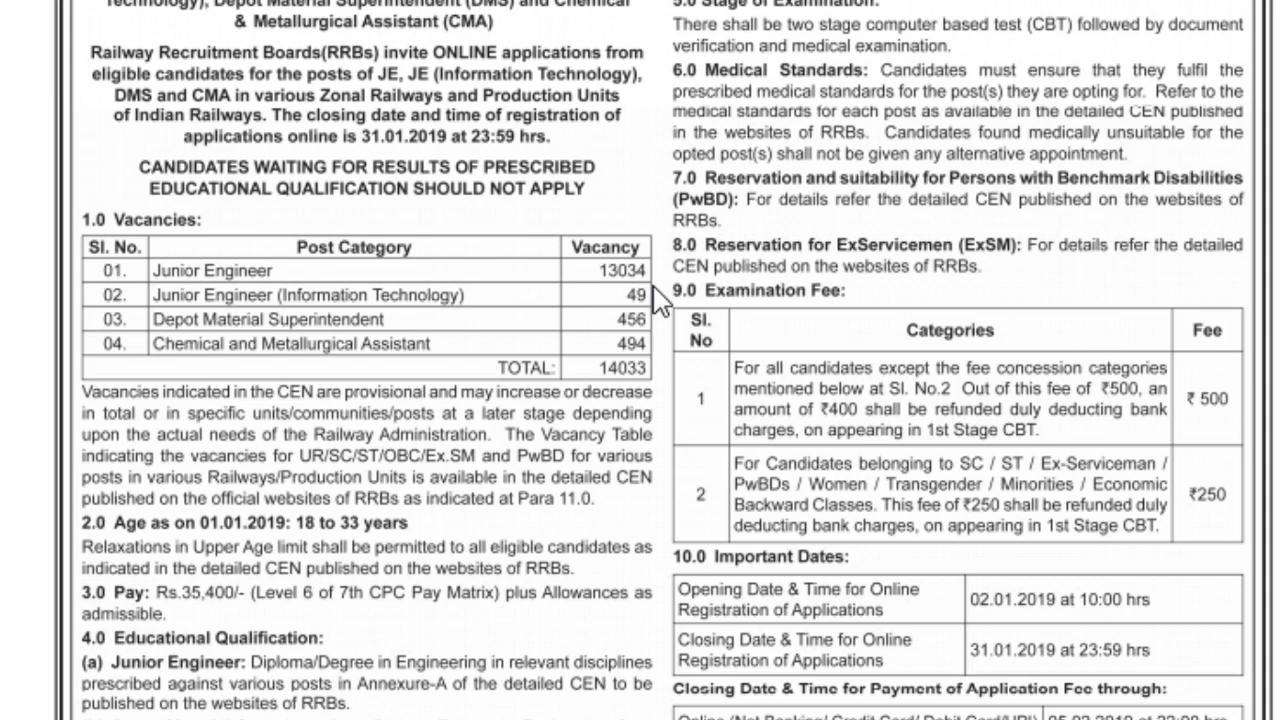 Technology), Depot Material Superintendent (DMS) and Chemical
& Metallurgical Assistant (CMA)
Railway Recruitment Boards(RRBs) invite ONLINE applications from
eligible candidates for the posts of JE, JE (Information Technology),
DMS and CMA in various Zonal Railways and Production Units
of Indian Railways. The closing date and time of registration of
applications online is 31.01.2019 at 23:59 hrs.
CANDIDATES WAITING FOR RESULTS OF PRESCRIBED
EDUCATIONAL QUALIFICATION SHOULD NOT APPLY
1.0 Vacancies:
Sl. No. Post Category Vacancy
01. Junior Engineer 13034
02. Junior Engineer (Information Technology) 49
03. Depot Material Superintendent 456
04. Chemical and Metallurgical Assistant 494
TOTAL: 14033
Vacancies indicated in the CEN are provisional and may increase or decrease
in total or in specific units/communities/posts at a later stage depending
upon the actual needs of the Railway Administration. The Vacancy Table
indicating the vacancies for UR/SC/ST/OBC/Ex.SM and PwBD for various
posts in various Railways/Production Units is available in the detailed CEN
published on the official websites of RRBs as indicated at Para 11.0.
2.0 Age as on 01.01.2019: 18 to 33 years
Relaxations in Upper Age limit shall be permitted to all eligible candidates as
indicated in the detailed CEN published on the websites of RRBs.
3.0 Pay: Rs.35,400/- (Level 6 of 7th CPC Pay Matrix) plus Allowances as
admissible.
4.0 Educational Qualification:
(a) Junior Engineer: Diploma/Degree in Engineering in relevant disciplines
prescribed against various posts in Annexure-A of the detailed CEN to be
published on the websites of RRBs.
5.0 Stage of Examination:
There shall be two stage computer based test (CBT) followed by document
verification and medical examination.
6.0 Medical Standards: Candidates must ensure that they fulfil the
prescribed medical standards for the post(s) they are opting for. Refer to the
medical standards for each post as available in the detailed CEN published
in the websites of RRBs. Candidates found medically unsuitable for the
opted post(s) shall not be given any alternative appointment.
7.0 Reservation and suitability for Persons with Benchmark Disabilities
(PwBD): For details refer the detailed CEN published on the websites of
RRBs.
8.0 Reservation for ExServicemen (ExSM): For details refer the detailed
CEN published on the websites of RRBs.
9.0 Examination Fee:
Sl. No Categories Fee
1 For all candidates except the fee concession categories
mentioned below at Sl. No.2 Out of this fee of ₹500, an
amount of ₹400 shall be refunded duly deducting bank
charges, on appearing in 1st Stage CBT.
₹ 500
2 For Candidates belonging to SC / ST / Ex-Serviceman /
PwBDs / Women / Transgender / Minorities / Economic
Backward Classes. This fee of ₹250 shall be refunded duly
deducting bank charges, on appearing in 1st Stage CBT.
₹250
10.0 Important Dates:
Opening Date & Time for Online
Registration of Applications
02.01.2019 at 10:00 hrs
Closing Date & Time for Online
Registration of Applications
31.01.2019 at 23:59 hrs
Closing Date & Time for Payment of Application Fee through: